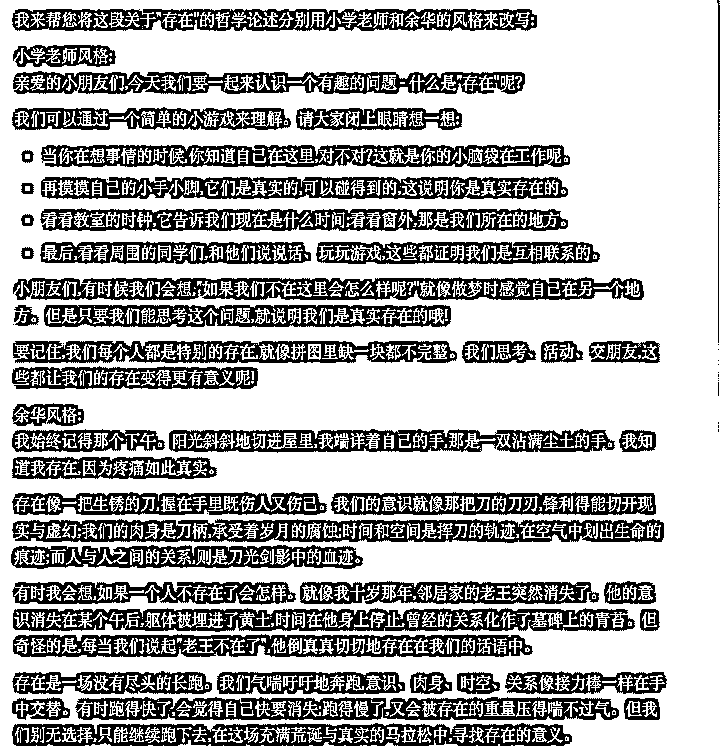 我来帮您将这段关于"存在"的哲学论述分别用小学老师和余华的风格来改写:
小学老师风格:
亲爱的小朋友们,今天我们要一起来认识一个有趣的问题-什么是"存在"呢?
我们可以通过一个简单的小游戏来理解。请大家闭上眼睛想一想:
当你在想事情的时候,你知道自己在这里,对不对?这就是你的小脑袋在工作呢。
再摸摸自己的小手小脚,它们是真实的,可以碰得到的,这说明你是真实存在的。
看看教室的时钟,它告诉我们现在是什么时间;看看窗外,那是我们所在的地方。
最后,看看周围的同学们,和他们说说话、玩玩游戏,这些都证明我们是互相联系的。
小朋友们,有时候我们会想,"如果我们不在这里会怎么样呢?"就像做梦时感觉自己在另一个地
方。但是只要我们能思考这个问题,就说明我们是真实存在的哦!
要记住,我们每个人都是特别的存在,就像拼图里缺一块都不完整。我们思考、活动、交朋友,这
些都让我们的存在变得更有意义呢!
余华风格:
我始终记得那个下午。阳光斜斜地切进屋里,我端详着自己的手,那是一双沾满尘土的手。我知
道我存在,因为疼痛如此真实。
存在像一把生锈的刀,握在手里既伤人又伤己。我们的意识就像那把刀的刀刃,锋利得能切开现
实与虚幻;我们的肉身是刀柄,承受着岁月的腐蚀;时间和空间是挥刀的轨迹,在空气中划出生命的
痕迹;而人与人之间的关系,则是刀光剑影中的血迹。
有时我会想,如果一个人不存在了会怎样。就像我十岁那年,邻居家的老王突然消失了。他的意
识消失在某个午后,躯体被埋进了黄土,时间在他身上停止,曾经的关系化作了墓碑上的青苔。但
奇怪的是,每当我们说起"老王不在了",他倒真真切切地存在在我们的话语中。
存在是一场没有尽头的长跑。我们气喘吁吁地奔跑,意识、肉身、时空、关系像接力棒一样在手
中交替。有时跑得快了,会觉得自己快要消失;跑得慢了,又会被存在的重量压得喘不过气。但我
们别无选择,只能继续跑下去,在这场充满荒诞与真实的马拉松中,寻找存在的意义。